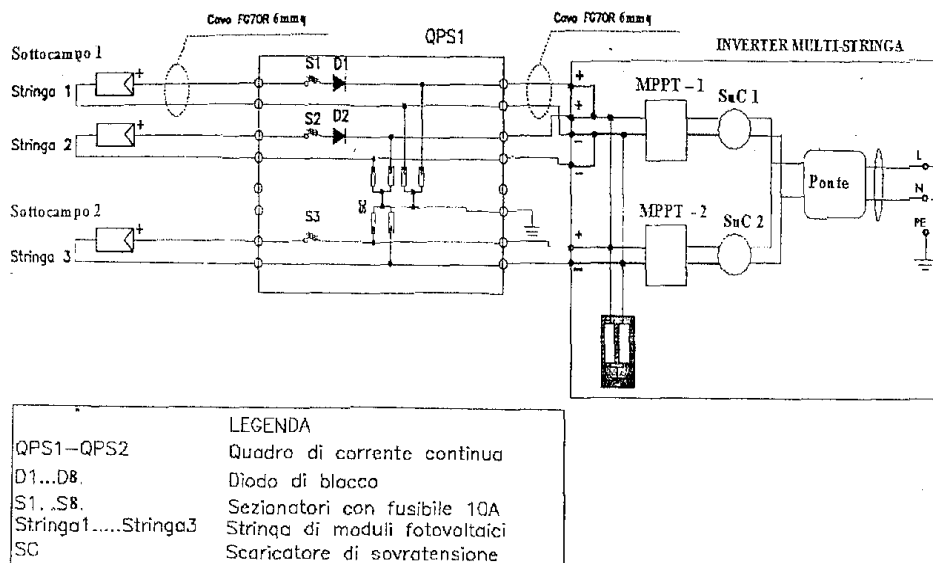 Cavo FG7OR 6mmq
Cavo FG7OR 6mmq
QPS1
INVERTER MULTI-STRINGA
Sottocampo 1
S1 D1
+
Stringa 1
+
+
MPPT-1
SuC 1
S2 D2
+
Stringa 2
-
-
Ponte
L
N
PE
SC
Sottocampo 2
S3
+
Stringa 3
+
-
MPPT-2
SuC 2
LEGENDA
QPS1-QPS2 Quadro di corrente continua
D1...D8. Diodo di blocco
S1...S8. Sezionatori con fusibile 10A
Stringa1.....Stringa3 Stringa di moduli fotovoltaici
SC Scaricatore di sovratensione